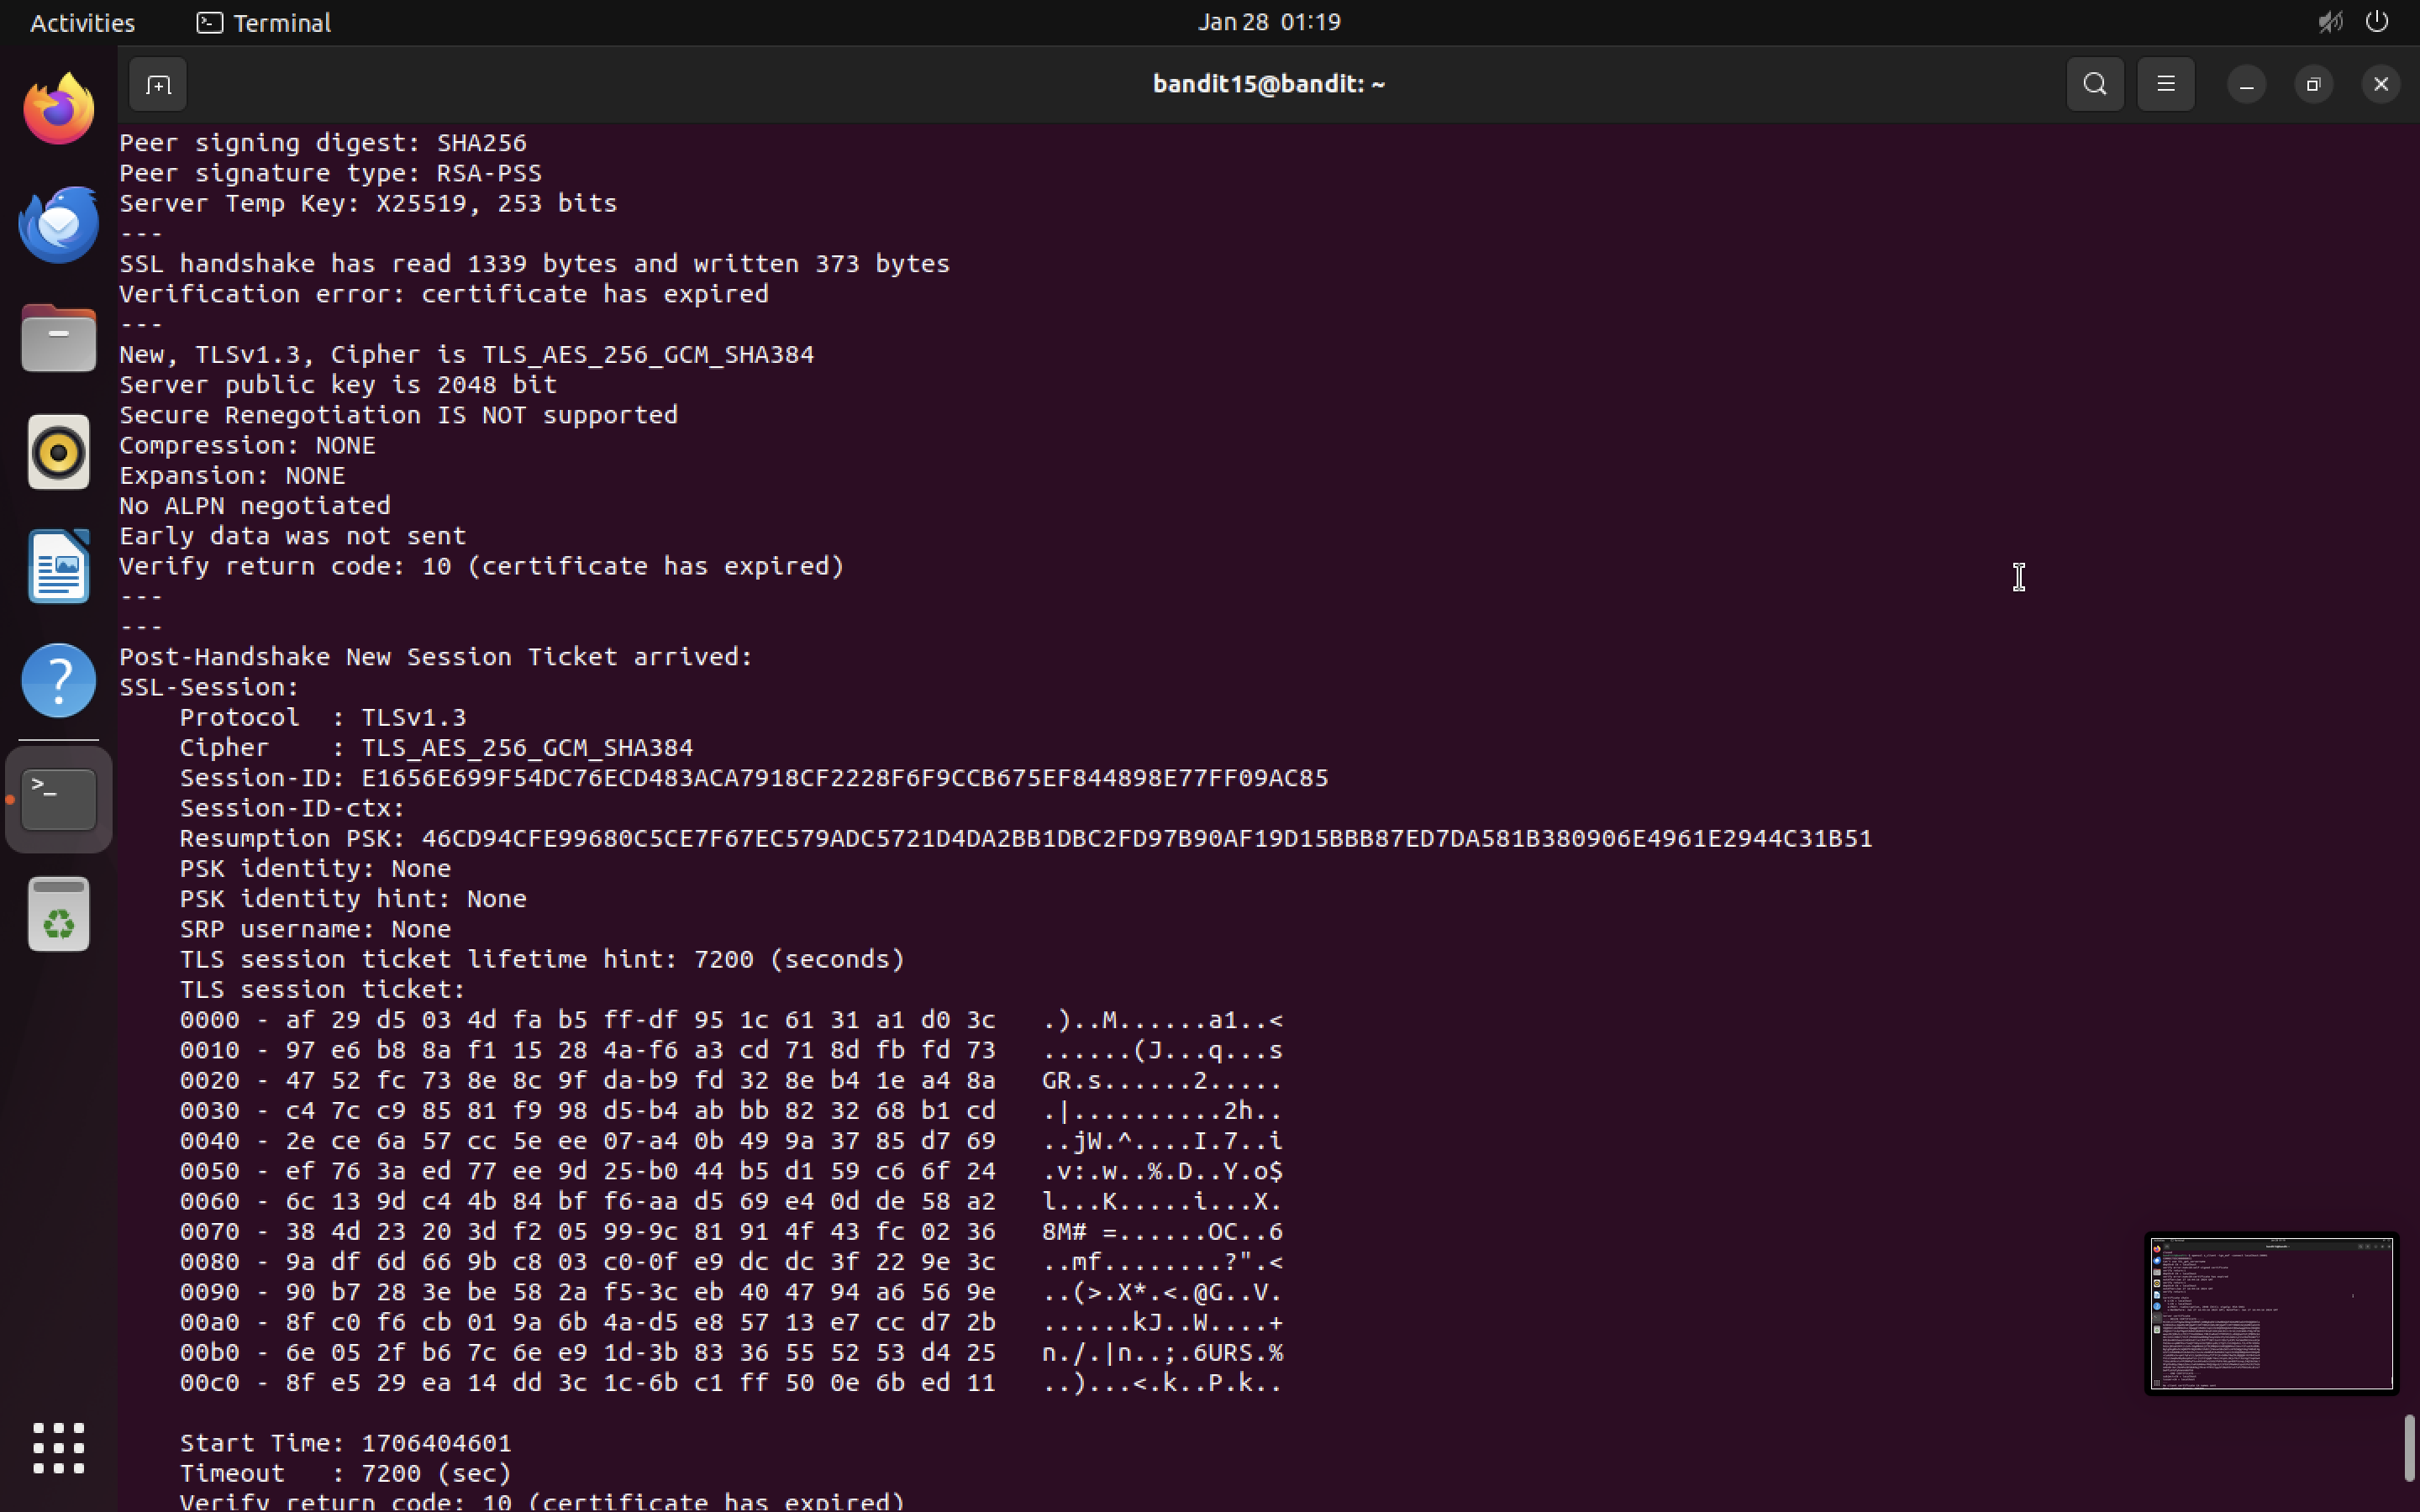 Activities
Terminal
Jan 28 01:19
bandit15@bandit: ~
Peer signing digest: SHA256
Peer signature type: RSA-PSS
Server Temp Key: X25519, 253 bits
---
SSL handshake has read 1339 bytes and written 373 bytes
Verification error: certificate has expired
---
New, TLSv1.3, Cipher is TLS_AES_256_GCM_SHA384
Server public key is 2048 bit
Secure Renegotiation IS NOT supported
Compression: NONE
Expansion: NONE
No ALPN negotiated
Early data was not sent
Verify return code: 10 (certificate has expired)
---
---
Post-Handshake New Session Ticket arrived:
SSL-Session:
    Protocol  : TLSv1.3
    Cipher    : TLS_AES_256_GCM_SHA384
    Session-ID: E1656E699F54DC76ECD483ACA7918CF2228F6F9CCB675EF844898E77FF09AC85
    Session-ID-ctx:
    Resumption PSK: 46CD94CFE99680C5CE7F67EC579ADC5721D4DA2BB1DBC2FD97B90AF19D15BBB87ED7DA581B380906E4961E2944C31B51
    PSK identity: None
    PSK identity hint: None
    SRP username: None
    TLS session ticket lifetime hint: 7200 (seconds)
    TLS session ticket:
    0000 - af 29 d5 03 4d fa b5 ff-df 95 1c 61 31 a1 d0 3c   .)..M......a1..<
    0010 - 97 e6 b8 8a f1 15 28 4a-f6 a3 cd 71 8d fb fd 73   ......(J...q...s
    0020 - 47 52 fc 73 8e 8c 9f da-b9 fd 32 8e b4 1e a4 8a   GR.s......2.....
    0030 - c4 7c c9 85 81 f9 98 d5-b4 ab bb 82 32 68 b1 cd   .|..........2h..
    0040 - 2e ce 6a 57 cc 5e ee 07-a4 0b 49 9a 37 85 d7 69   ..jW.^....I.7..i
    0050 - ef 76 3a ed 77 ee 9d 25-b0 44 b5 d1 59 c6 6f 24   .v:.w..%.D..Y.o$
    0060 - 6c 13 9d c4 4b 84 bf f6-aa d5 69 e4 0d de 58 a2   l...K.....i...X.
    0070 - 38 4d 23 20 3d f2 05 99-9c 81 91 4f 43 fc 02 36   8M# =......OC..6
    0080 - 9a df 6d 66 9b c8 03 c0-0f e9 dc dc 3f 22 9e 3c   ..mf........?".<
    0090 - 90 b7 28 3e be 58 2a f5-3c eb 40 47 94 a6 56 9e   ..(>.X*.<.@G..V.
    00a0 - 8f c0 f6 cb 01 9a 6b 4a-d5 e8 57 13 e7 cc d7 2b   ......kJ..W....+
    00b0 - 6e 05 2f b6 7c 6e e9 1d-3b 83 36 55 52 53 d4 25   n./.|n..;.6URS.%
    00c0 - 8f e5 29 ea 14 dd 3c 1c-6b c1 ff 50 0e 6b ed 11   ..)...<.k..P.k..
    Start Time: 1706404601
    Timeout   : 7200 (sec)
    Verify return code: 10 (certificate has expired)